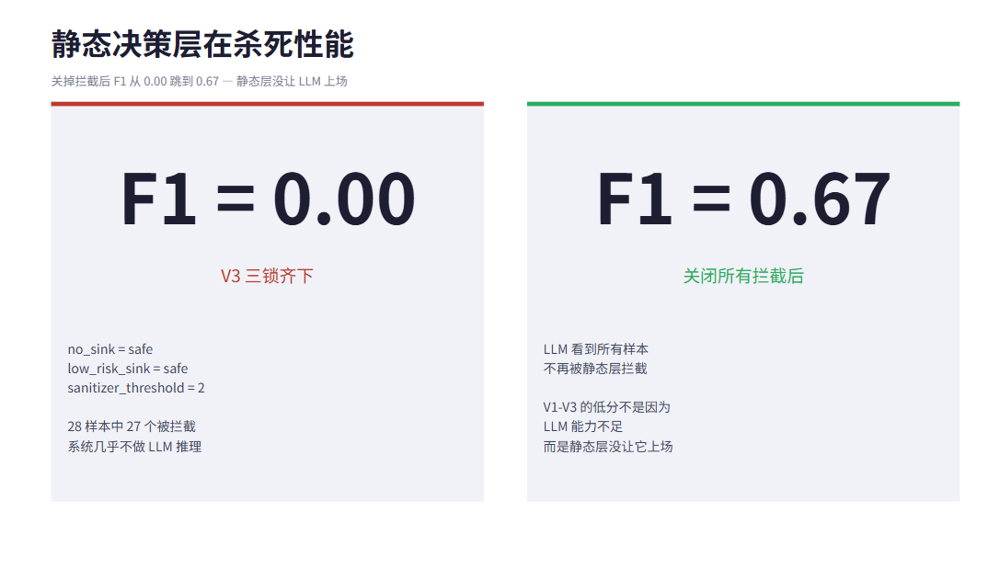 静态决策层在杀死性能
关掉拦截后 F1 从 0.00 跳到 0.67 — 静态层没让 LLM 上场
F1 = 0.00
V3 三锁齐下
no_sink = safe
low_risk_sink = safe
sanitizer_threshold = 2
28 样本中 27 个被拦截
系统几乎不做 LLM 推理
F1 = 0.67
关闭所有拦截后
LLM 看到所有样本
不再被静态层拦截
V1-V3 的低分不是因为
LLM 能力不足
而是静态层没让它上场